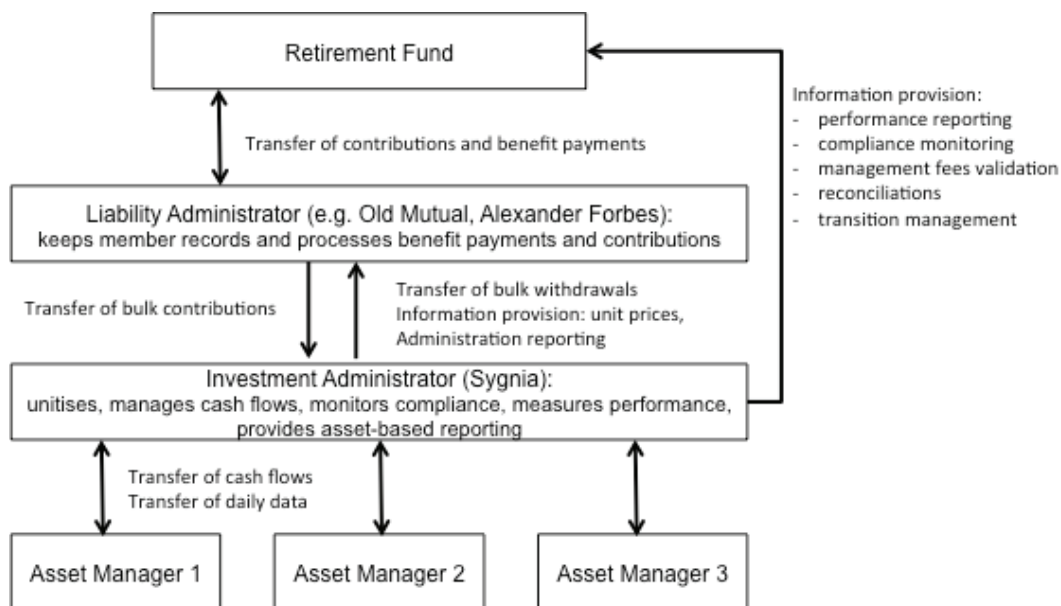 Retirement Fund
Information provision:
- performance reporting
- compliance monitoring
- management fees validation
- reconciliations
- transition management
Transfer of contributions and benefit payments
Liability Administrator (e.g. Old Mutual, Alexander Forbes):
keeps member records and processes benefit payments and contributions
Transfer of bulk contributions
Transfer of bulk withdrawals
Information provision: unit prices,
Administration reporting
Investment Administrator (Sygnia):
unitises, manages cash flows, monitors compliance, measures performance,
provides asset-based reporting
Transfer of cash flows
Transfer of daily data
Asset Manager 1
Asset Manager 2
Asset Manager 3